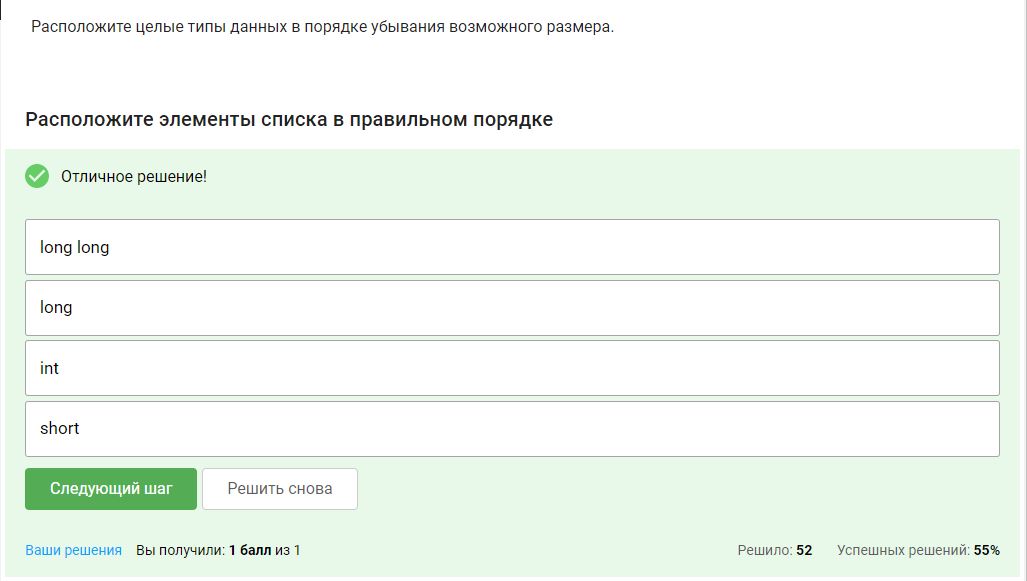 Расположите целые типы данных в порядке убывания возможного размера.
Расположите элементы списка в правильном порядке
Отличное решение!
long long
long
int
short
Следующий шаг Решить снова
Ваши решения Вы получили: 1 балл из 1 Решило: 52 Успешных решений: 55%